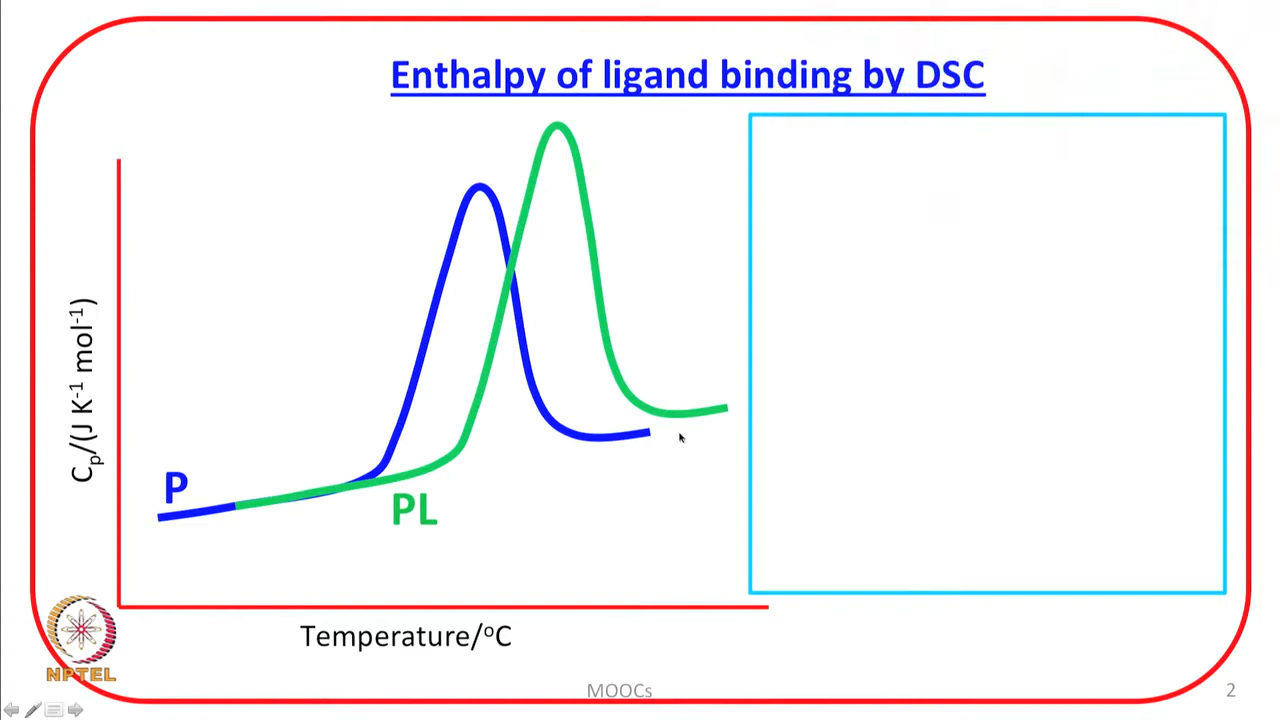 Enthalpy of ligand binding by DSC
Cp/(J K-1 mol-1)
P
PL
Temperature/oC
NPTEL
MOOCs
2